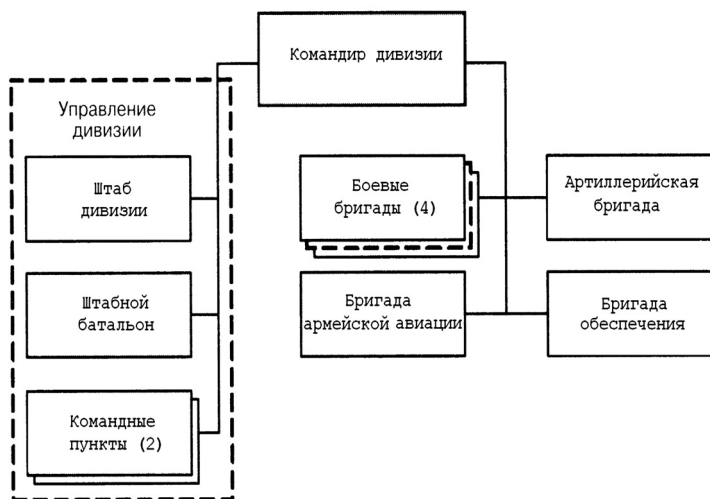 Командир дивизии
Управление
дивизии
Штаб
дивизии
Боевые
бригады (4)
Артиллерийская
бригада
Штабной
батальон
Бригада
армейской авиации
Бригада
обеспечения
Командные
пункты (2)